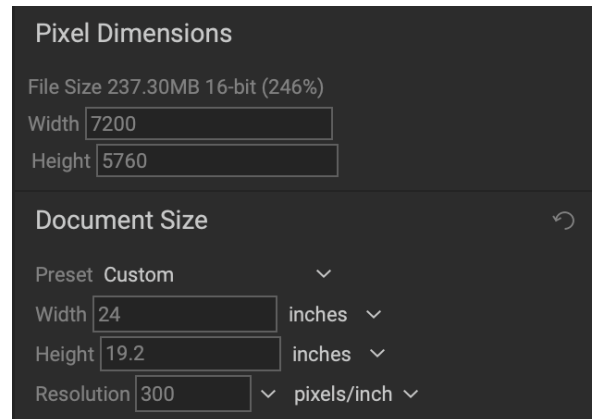 Pixel Dimensions
File Size 237.30MB 16-bit (246%)
Width 7200
Height 5760
Document Size
Preset Custom
Width 24 inches
Height 19.2 inches
Resolution 300 pixels/inch